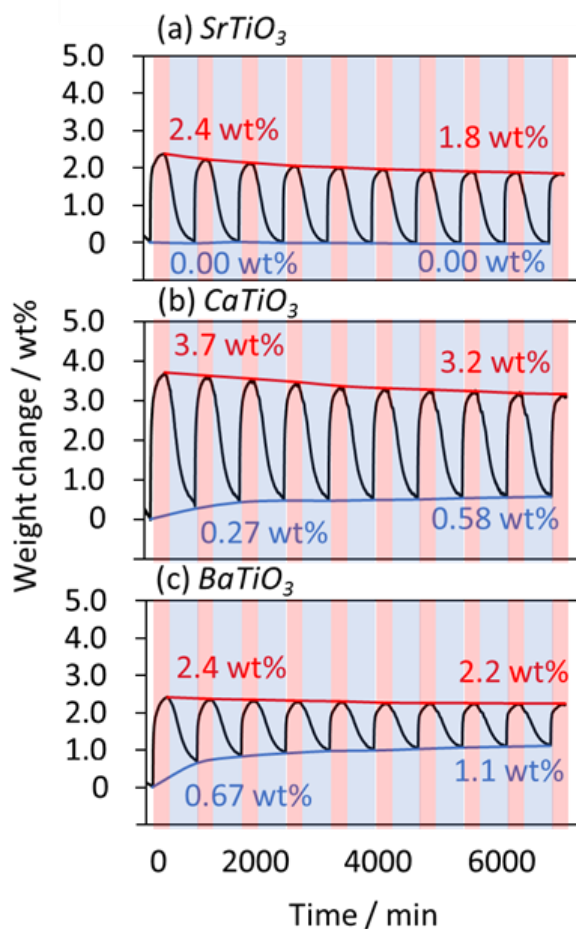 (a) SrTiO₃
5.0
4.0
3.0
2.0
1.0
0
2.4 wt%
1.8 wt%
0.00 wt%
0.00 wt%
(b) CaTiO₃
5.0
4.0
3.0
2.0
1.0
0
3.7 wt%
3.2 wt%
0.27 wt%
0.58 wt%
(c) BaTiO₃
5.0
4.0
3.0
2.0
1.0
0
2.4 wt%
2.2 wt%
0.67 wt%
1.1 wt%
Weight change / wt%
0 2000 4000 6000
Time / min